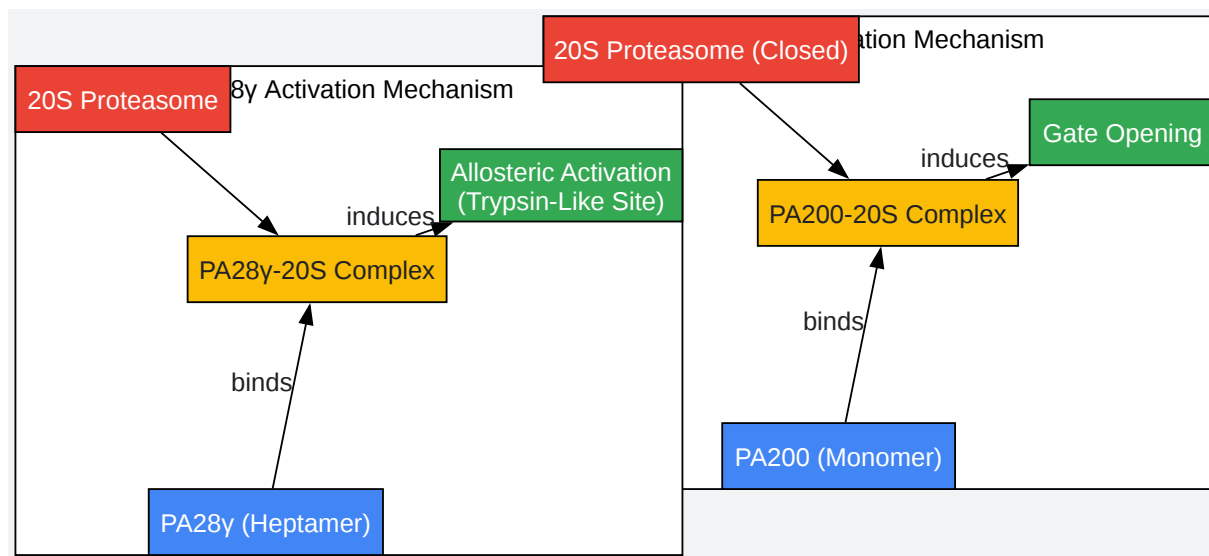 20S Proteasome
8γ Activation Mechanism
Allosteric Activation
(Trypsin-Like Site)
induces
PA28γ-20S Complex
binds
PA28γ (Heptamer)
20S Proteasome (Closed)
Mechanism
Gate Opening
induces
PA200-20S Complex
binds
PA200 (Monomer)